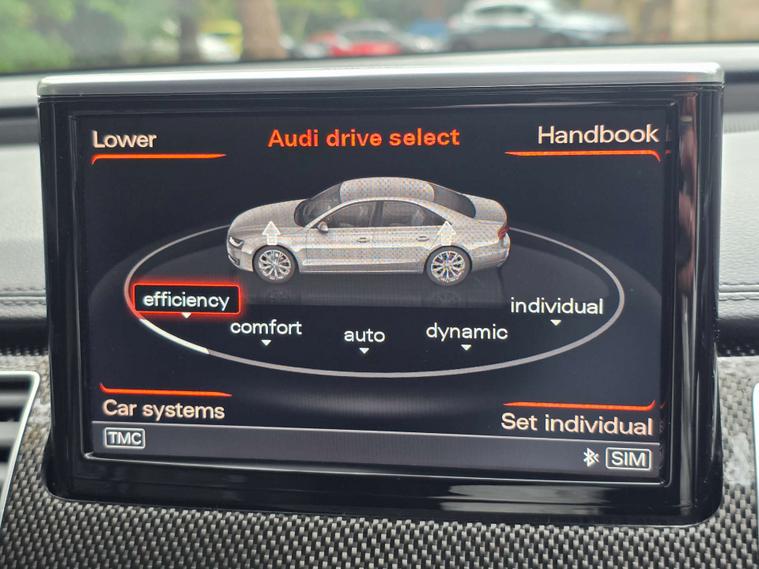 Lower
Audi drive select
Handbook
efficiency
comfort
auto
dynamic
individual
Car systems
Set individual
TMC
SIM